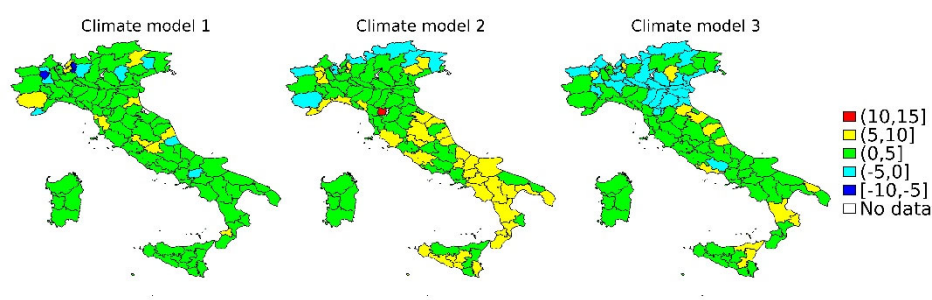 Climate model 1
Climate model 2
Climate model 3
(10,15]
(5,10]
(0,5]
(-5,0]
[-10,-5]
No data